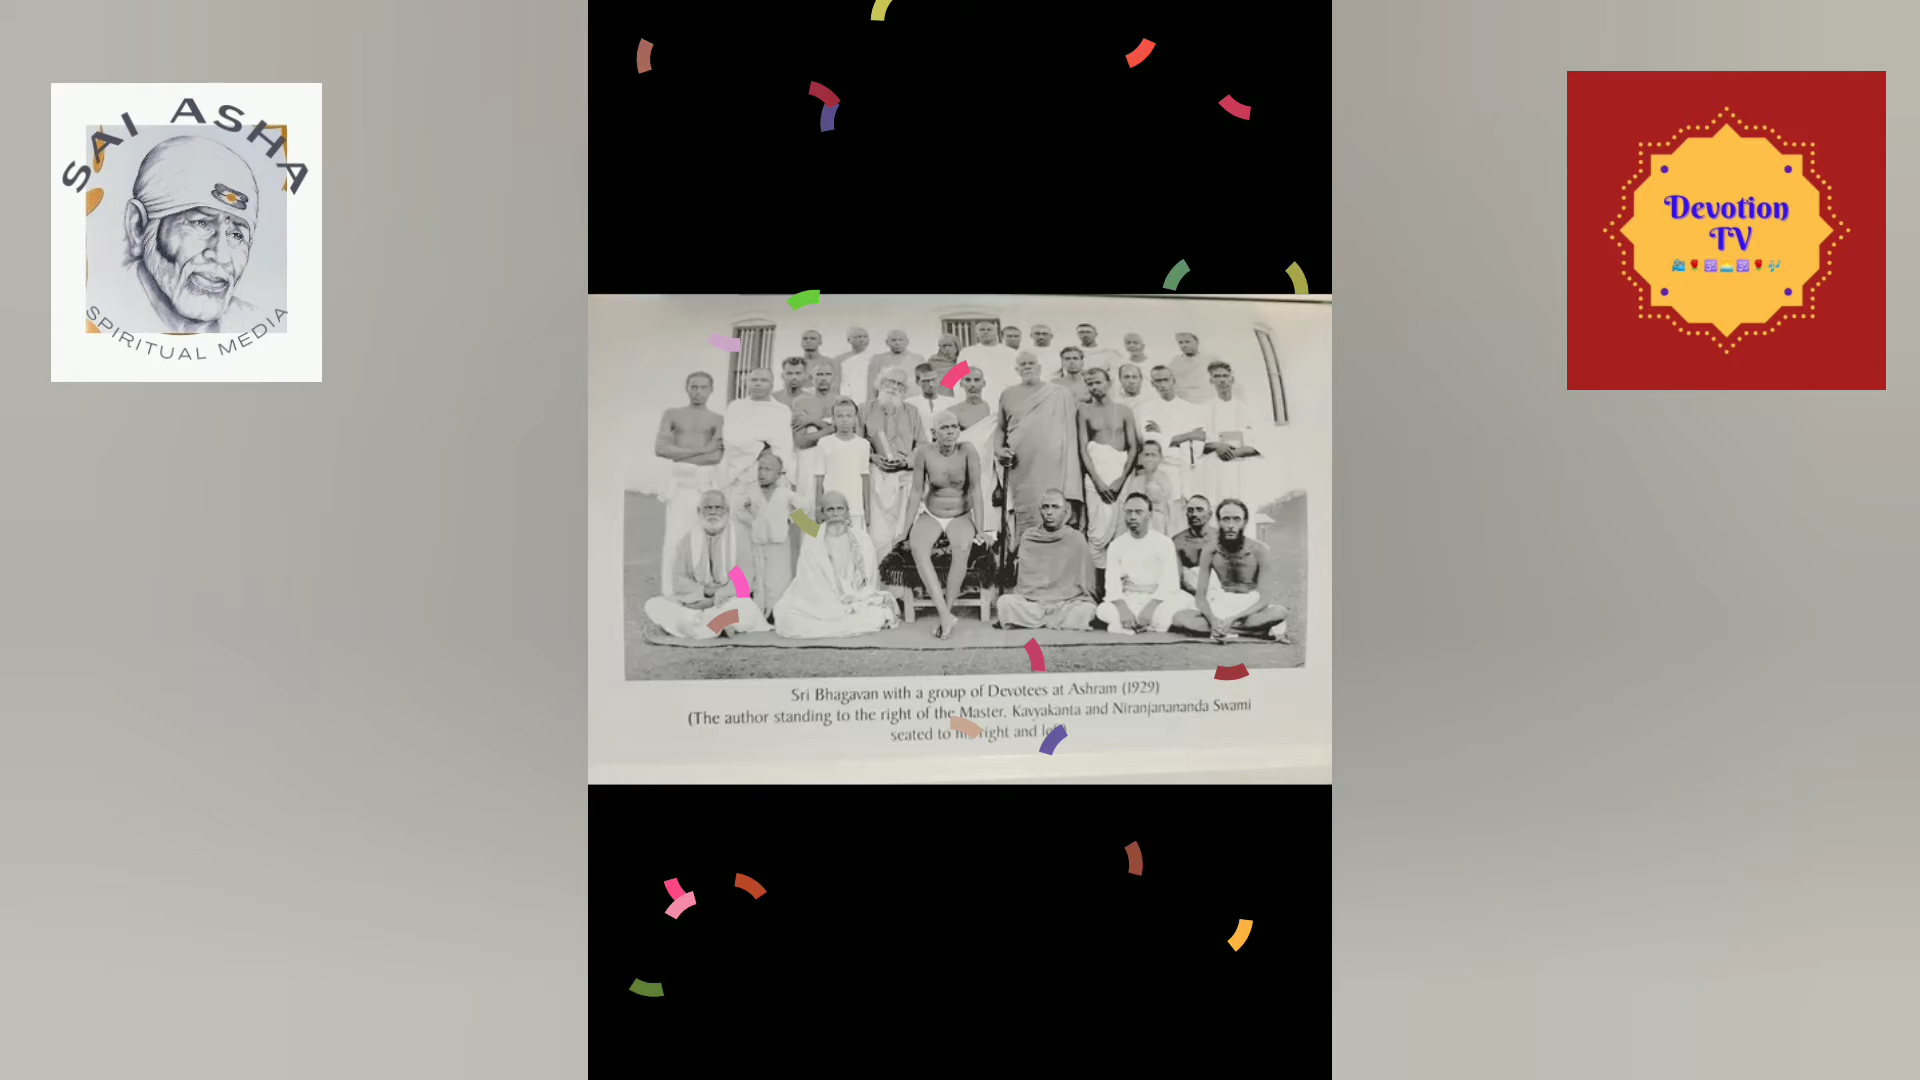 SAI ASHA
SPIRITUAL MEDIA
Devotion
TV
Sri Bhagavan with a group of Devotees at Ashram (1929)
(The author standing to the right of the Master, Kavyakanta and Niranjanananda Swami
seated to right and